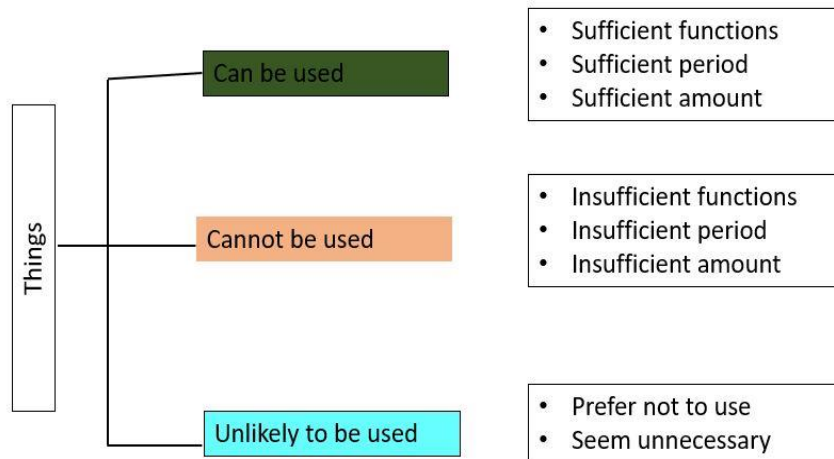 Things
Can be used
• Sufficient functions
• Sufficient period
• Sufficient amount
Cannot be used
• Insufficient functions
• Insufficient period
• Insufficient amount
Unlikely to be used
• Prefer not to use
• Seem unnecessary